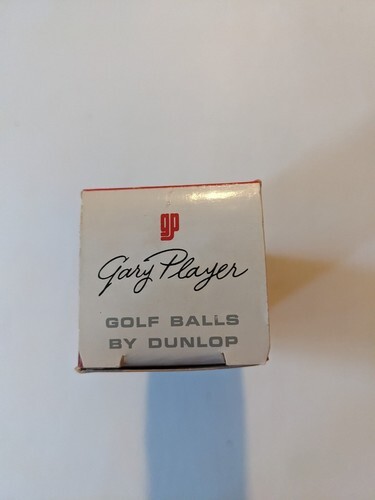 gp
Gary Player
GOLF BALLS
BY DUNLOP